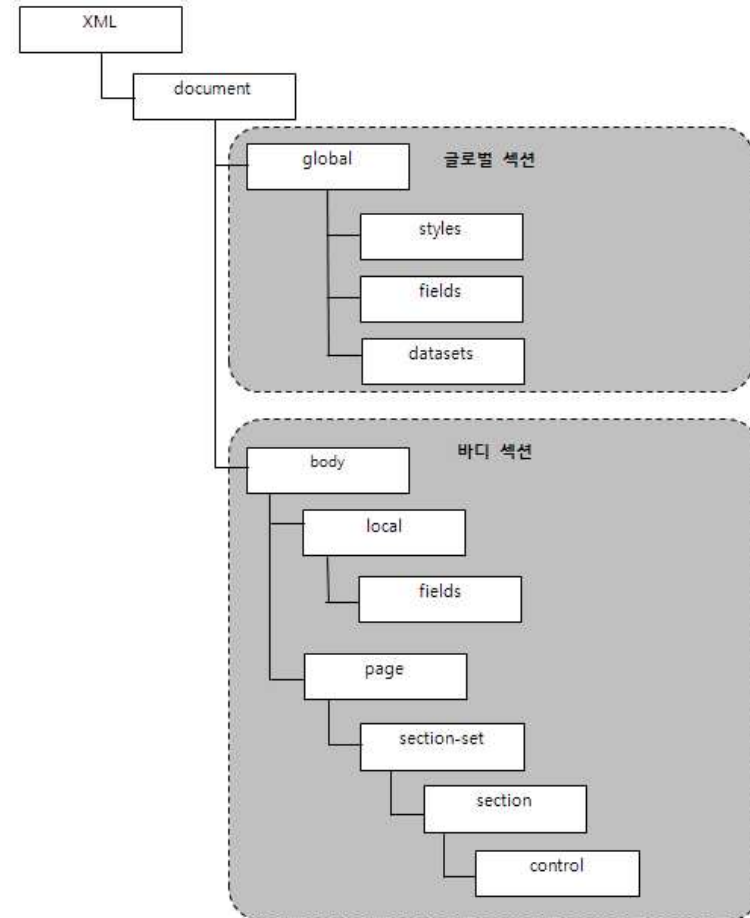 XML
document
global 글로벌 섹션
styles
fields
datasets
바디 섹션
body
local
fields
page
section-set
section
control